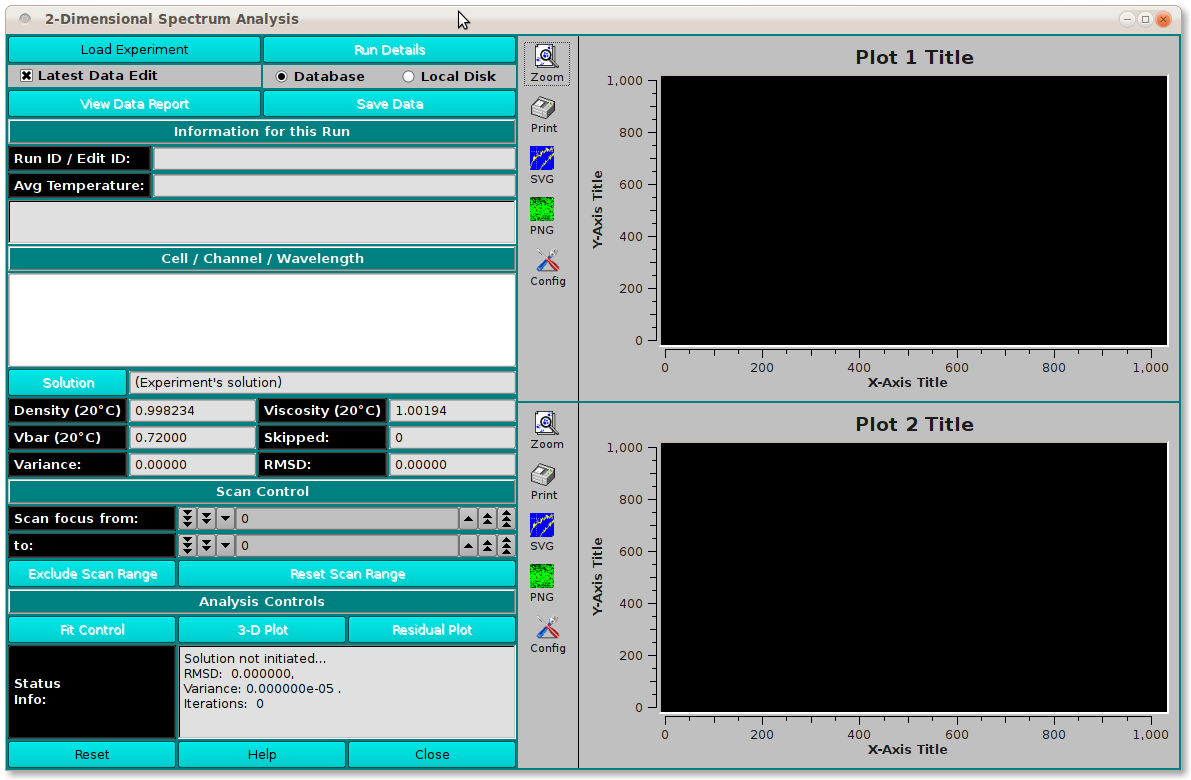 2-Dimensional Spectrum Analysis
Load Experiment Run Details
Latest Data Edit Database Local Disk
View Data Report Save Data
Information for this Run
Run ID / Edit ID:
Avg Temperature:
Cell / Channel / Wavelength
Solution (Experiment's solution)
Density (20°C) 0.998234 Viscosity (20°C) 1.00194
Vbar (20°C) 0.72000 Skipped: 0
Variance: 0.00000 RMSD: 0.00000
Scan Control
Scan focus from: 0
to: 0
Exclude Scan Range Reset Scan Range
Analysis Controls
Fit Control 3-D Plot Residual Plot
Status
Info:
Solution not initiated...
RMSD: 0.000000,
Variance: 0.000000e-05 .
Iterations: 0
Reset Help Close
Zoom
Print
SVG
PNG
Config
Plot 1 Title
Y-Axis Title
1,000
800
600
400
200
0
0 200 400 600 800 1,000
X-Axis Title
Zoom
Print
SVG
PNG
Config
Plot 2 Title
Y-Axis Title
1,000
800
600
400
200
0
0 200 400 600 800 1,000
X-Axis Title